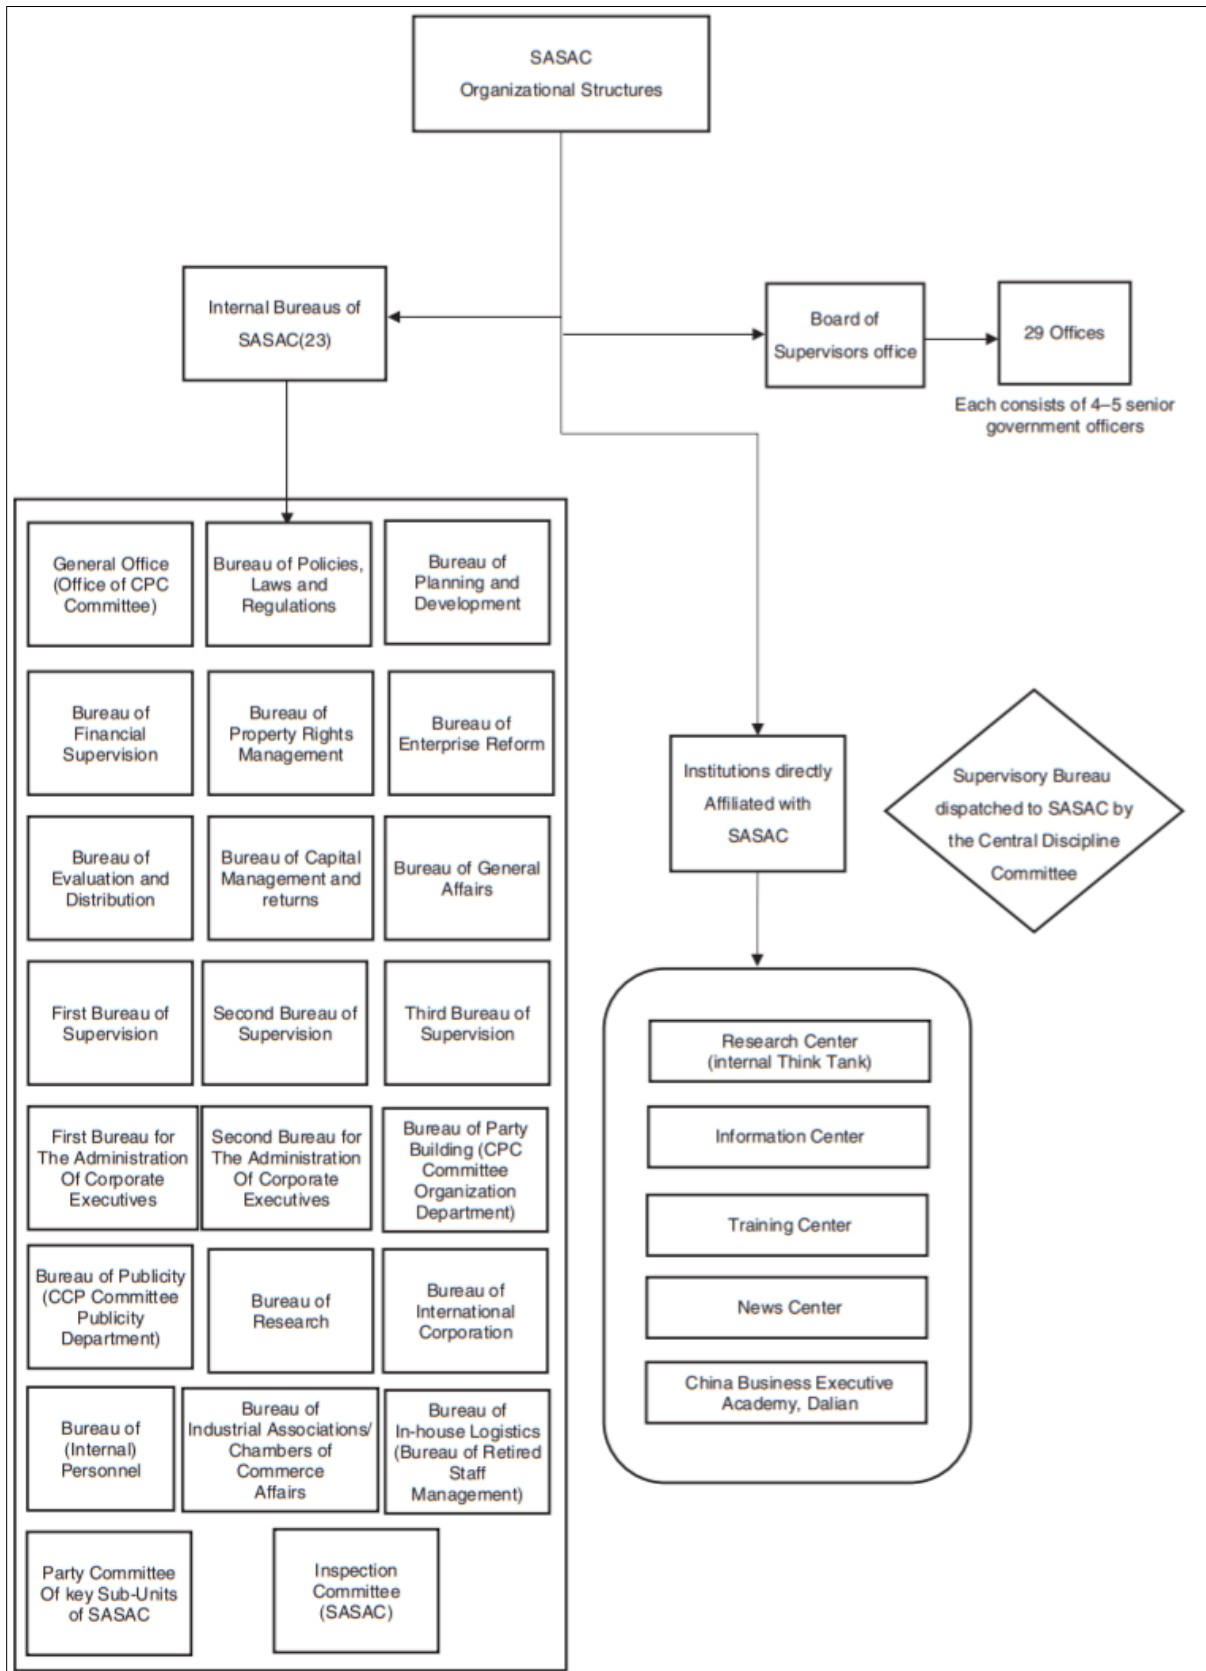 SASAC
Organizational Structures
Internal Bureaus of
SASAC(23)
Board of
Supervisors office
29 Offices
Each consists of 4–5 senior
government officers
General Office
(Office of CPC
Committee)
Bureau of Policies,
Laws and
Regulations
Bureau of
Planning and
Development
Bureau of
Financial
Supervision
Bureau of
Property Rights
Management
Bureau of
Enterprise Reform
Bureau of
Evaluation and
Distribution
Bureau of Capital
Management and
returns
Bureau of General
Affairs
First Bureau of
Supervision
Second Bureau of
Supervision
Third Bureau of
Supervision
First Bureau for
The Administration
Of Corporate
Executives
Second Bureau for
The Administration
Of Corporate
Executives
Bureau of Party
Building (CPC
Committee
Organization
Department)
Bureau of Publicity
(CCP Committee
Publicity
Department)
Bureau of
Research
Bureau of
International
Corporation
Bureau of
(Internal)
Personnel
Bureau of
Industrial Associations/
Chambers of
Commerce
Affairs
Bureau of
In-house Logistics
(Bureau of Retired
Staff
Management)
Party Committee
Of key Sub-Units
of SASAC
Inspection
Committee
(SASAC)
Institutions directly
Affiliated with
SASAC
Supervisory Bureau
dispatched to SASAC by
the Central Discipline
Committee
Research Center
(internal Think Tank)
Information Center
Training Center
News Center
China Business Executive
Academy, Dalian